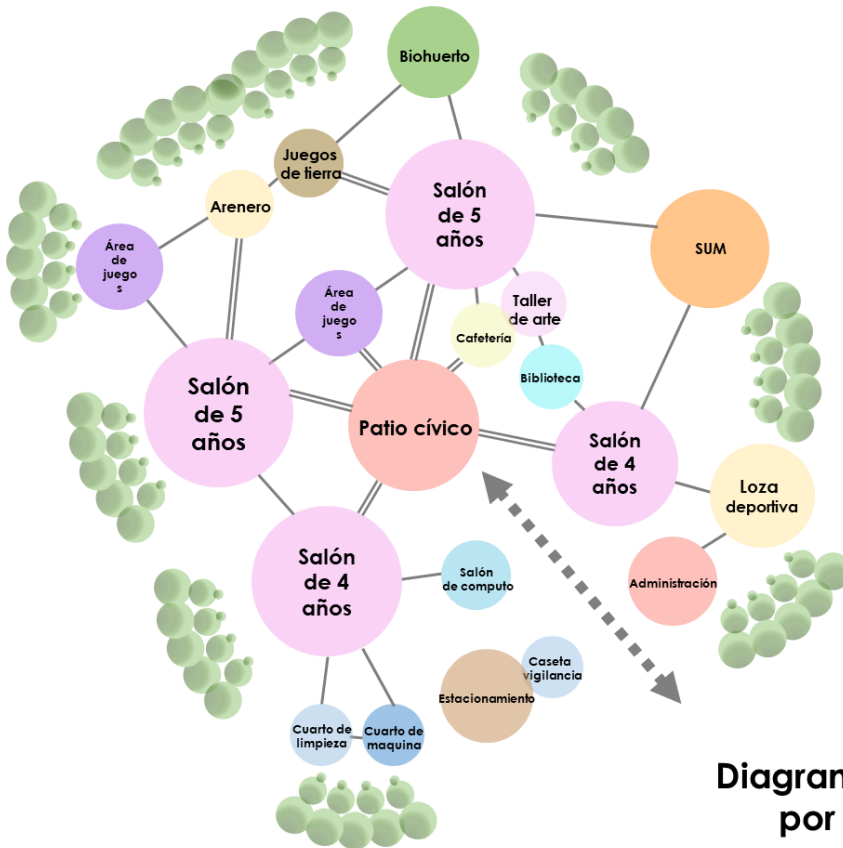 Biohuerto
Juegos
de tierra
Salón
de 5
años
Arenero
SUM
Área
de
juego
s
Área
de
juego
s
Taller
de arte
Cafetería
Biblioteca
Salón
de 5
años
Patio cívico
Salón
de 4
años
Loza
deportiva
Salón
de 4
años
Salón
de computo
Administración
Caseta
vigilancia
Estacionamiento
Cuarto de
limpieza
Cuarto de
maquina
Diagran
por